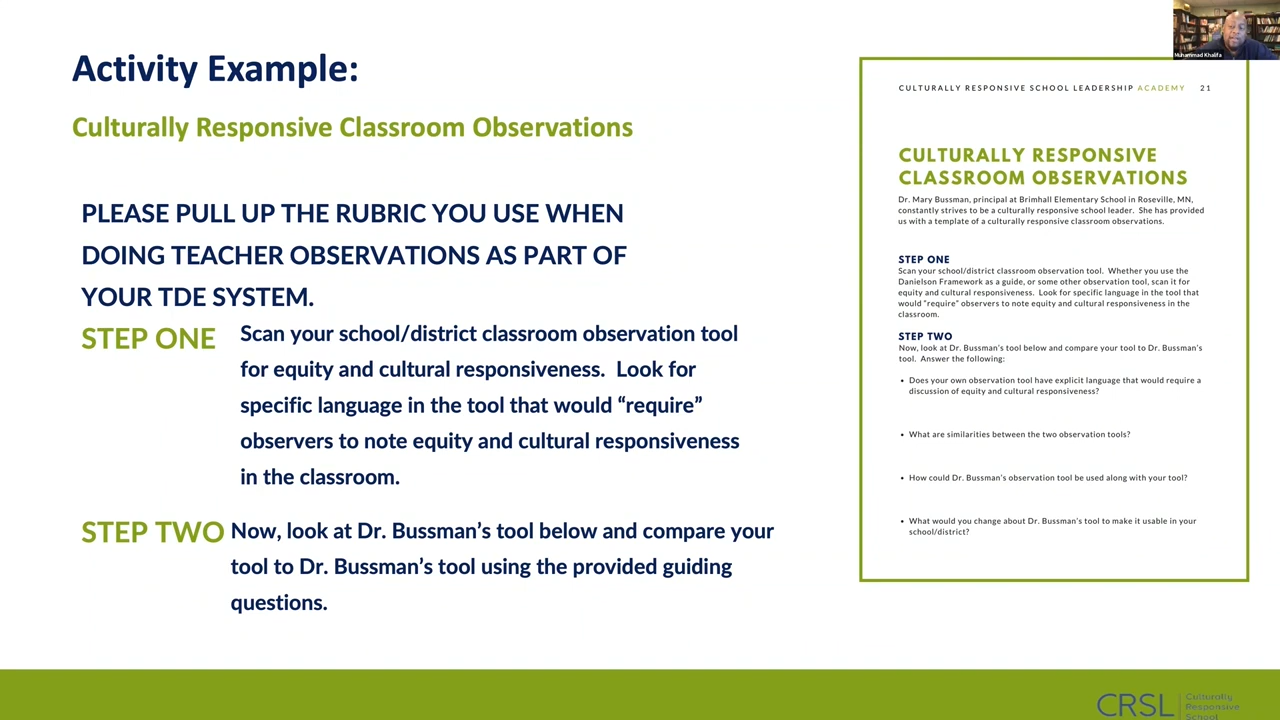 Activity Example:
Culturally Responsive Classroom Observations
PLEASE PULL UP THE RUBRIC YOU USE WHEN
DOING TEACHER OBSERVATIONS AS PART OF
YOUR TDE SYSTEM.
STEP ONE
Scan your school/district classroom observation tool
for equity and cultural responsiveness. Look for
specific language in the tool that would “require”
observers to note equity and cultural responsiveness
in the classroom.
STEP TWO
Now, look at Dr. Bussman’s tool below and compare your
tool to Dr. Bussman’s tool using the provided guiding
questions.
Muhammad Khalifa
CULTURALLY RESPONSIVE SCHOOL LEADERSHIP ACADEMY 21
CULTURALLY RESPONSIVE
CLASSROOM OBSERVATIONS
Dr. Mary Bussman, principal at Brimhall Elementary School in Roseville, MN,
constantly strives to be a culturally responsive school leader. She has provided
us with a template of a culturally responsive classroom observations.
STEP ONE
Scan your school/district classroom observation tool. Whether you use the
Danielson Framework as a guide, or some other observation tool, scan it for
equity and cultural responsiveness. Look for specific language in the tool that
would “require” observers to note equity and cultural responsiveness in the
classroom.
STEP TWO
Now, look at Dr. Bussman’s tool below and compare your tool to Dr. Bussman’s
tool. Answer the following:
• Does your own observation tool have explicit language that would require a
discussion of equity and cultural responsiveness?
• What are similarities between the two observation tools?
• How could Dr. Bussman’s observation tool be used along with your tool?
• What would you change about Dr. Bussman’s tool to make it usable in your
school/district?
CRSL
Culturally
Responsive
School